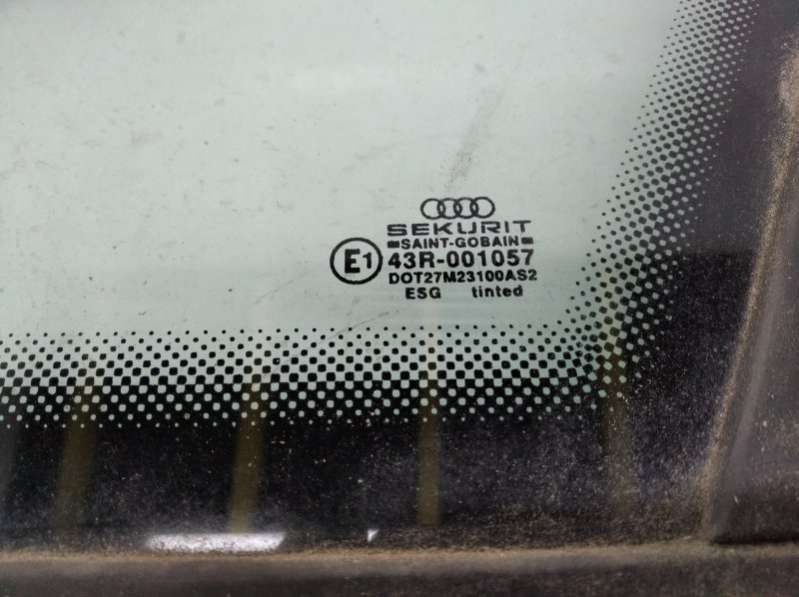 SEKURIT
SAINT-GOBAIN
E1 43R-001057
DOT27M23100AS2
ESG tinted